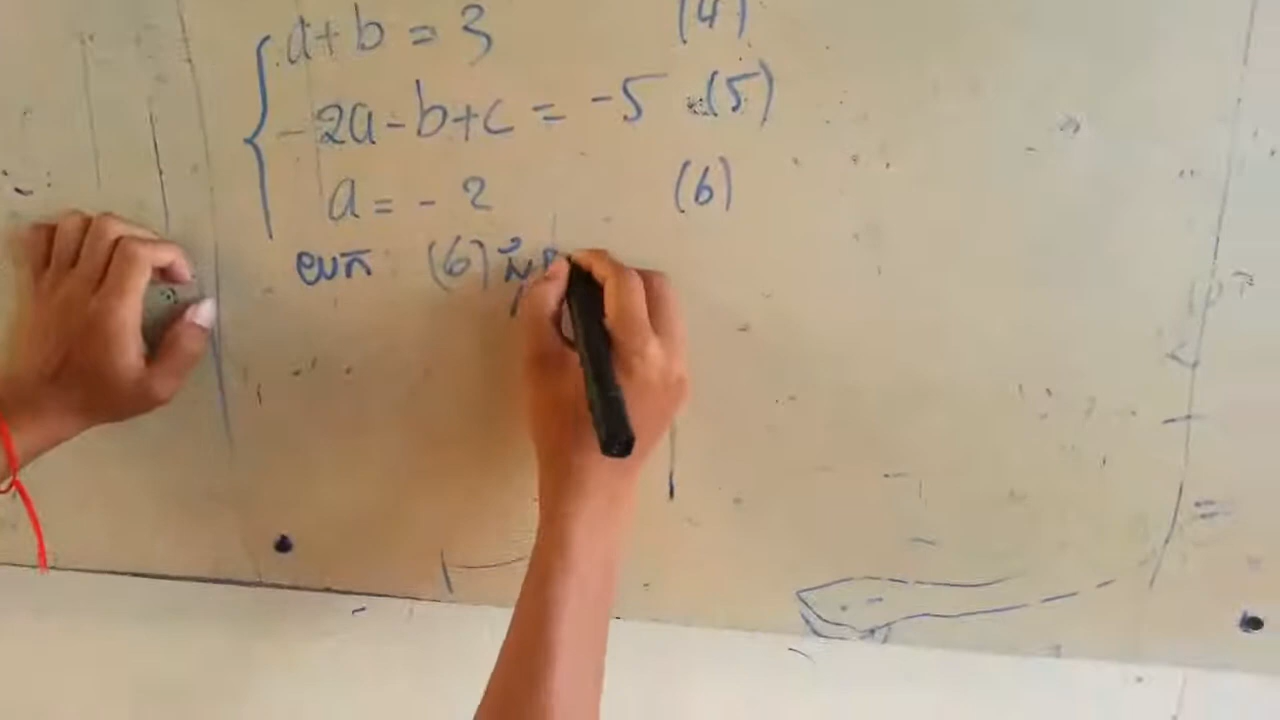 a+b = 3 (4)
-2a-b+c = -5 (5)
a = -2 (6)
យក (6)